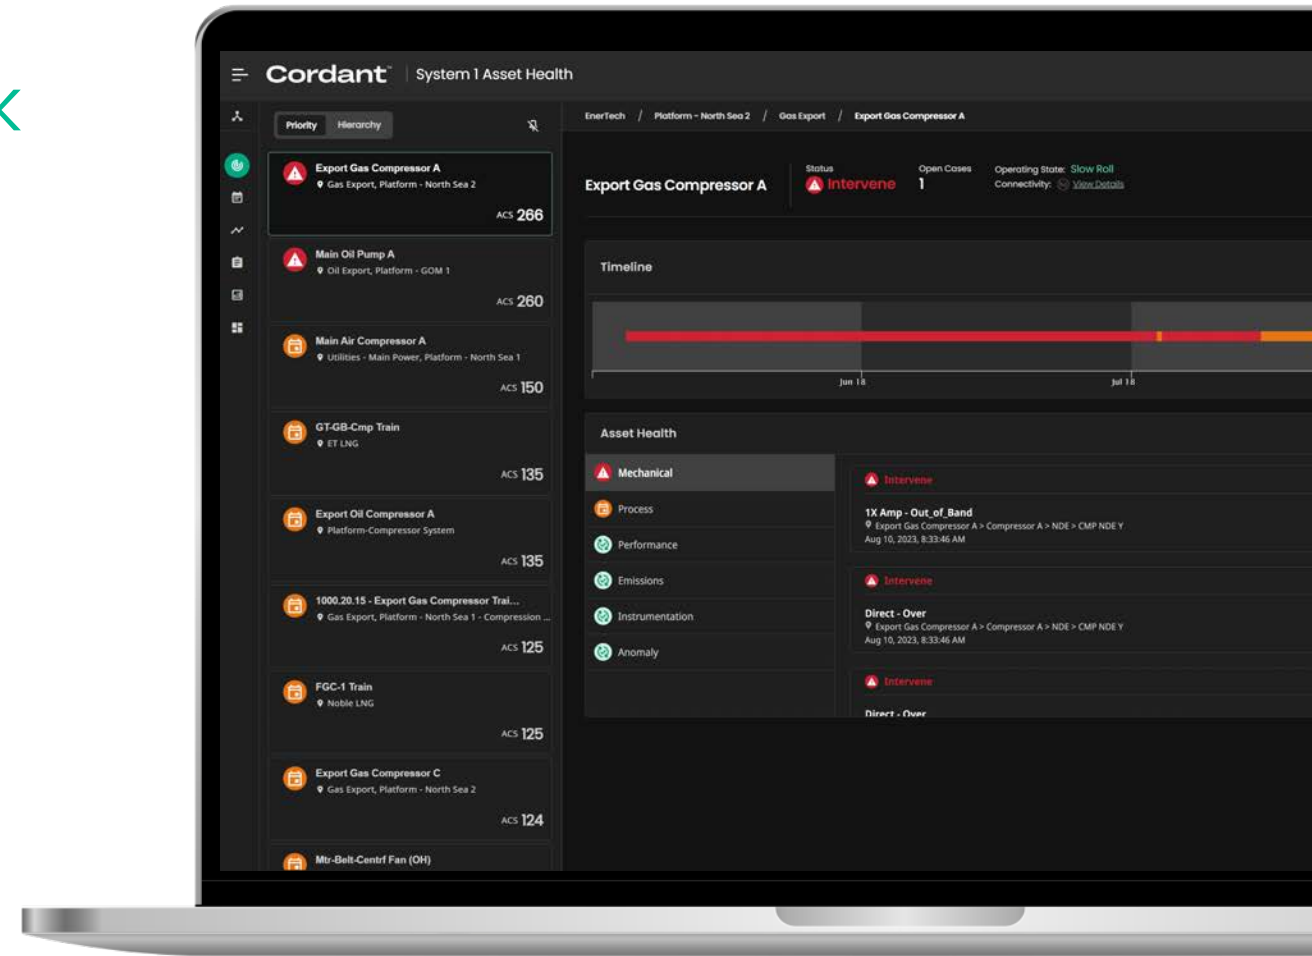 Cordant™
System 1 Asset Health
Priority
Hierarchy
Export Gas Compressor A
Gas Export, Platform - North Sea 2
ACS 266
Main Oil Pump A
Oil Export, Platform - GOM 1
ACS 260
Main Air Compressor A
Utilities - Main Power, Platform - North Sea 1
ACS 150
GT-GB-Cmp Train
ET LNG
ACS 135
Export Oil Compressor A
Platform-Compressor System
ACS 135
1000.20.15 - Export Gas Compressor Trai...
Gas Export, Platform - North Sea 1 - Compression ...
ACS 125
FGC-1 Train
Noble LNG
ACS 125
Export Gas Compressor C
Gas Export, Platform - North Sea 2
ACS 124
Mtr-Belt-Centrf Fan (OH)
EnerTech / Platform - North Sea 2 / Gas Export / Export Gas Compressor A
Export Gas Compressor A
Status
Intervene
Open Cases
1
Operating State: Slow Roll
Connectivity: View Details
Timeline
Jun 18
Jul 18
Asset Health
Mechanical
Process
Performance
Emissions
Instrumentation
Anomaly
Intervene
1X Amp - Out_of_Band
Export Gas Compressor A > Compressor A > NDE > CMP NDE Y
Aug 10, 2023, 8:33:46 AM
Intervene
Direct - Over
Export Gas Compressor A > Compressor A > NDE > CMP NDE Y
Aug 10, 2023, 8:33:46 AM
Intervene
Direct - Over